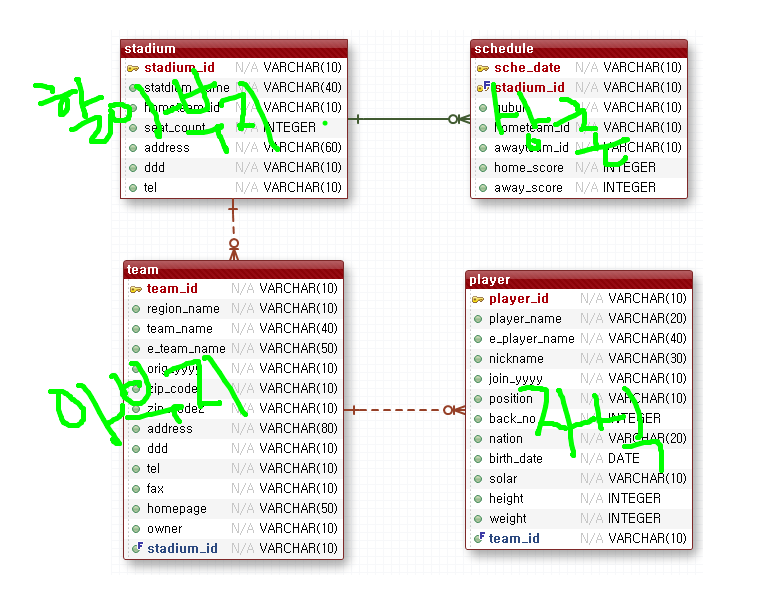 stadium
stadium_id N/A VARCHAR(10)
statdium_name N/A VARCHAR(40)
hometeam_id N/A VARCHAR(10)
seat_count N/A INTEGER
address N/A VARCHAR(60)
ddd N/A VARCHAR(10)
tel N/A VARCHAR(10)
할아버지
schedule
sche_date N/A VARCHAR(10)
stadium_id N/A VARCHAR(10)
gubun N/A VARCHAR(10)
hometeam_id N/A VARCHAR(10)
awayteam_id N/A VARCHAR(10)
home_score N/A INTEGER
away_score N/A INTEGER
삼촌
team
team_id N/A VARCHAR(10)
region_name N/A VARCHAR(10)
team_name N/A VARCHAR(40)
e_team_name N/A VARCHAR(50)
orig_yyyy N/A VARCHAR(10)
zip_code1 N/A VARCHAR(10)
zip_code2 N/A VARCHAR(10)
address N/A VARCHAR(80)
ddd N/A VARCHAR(10)
tel N/A VARCHAR(10)
fax N/A VARCHAR(10)
homepage N/A VARCHAR(50)
owner N/A VARCHAR(10)
stadium_id N/A VARCHAR(10)
아버지
player
player_id N/A VARCHAR(10)
player_name N/A VARCHAR(20)
e_player_name N/A VARCHAR(40)
nickname N/A VARCHAR(30)
join_yyyy N/A VARCHAR(10)
position N/A VARCHAR(10)
back_no N/A INTEGER
nation N/A VARCHAR(20)
birth_date N/A DATE
solar N/A VARCHAR(10)
height N/A INTEGER
weight N/A INTEGER
team_id N/A VARCHAR(10)
자식